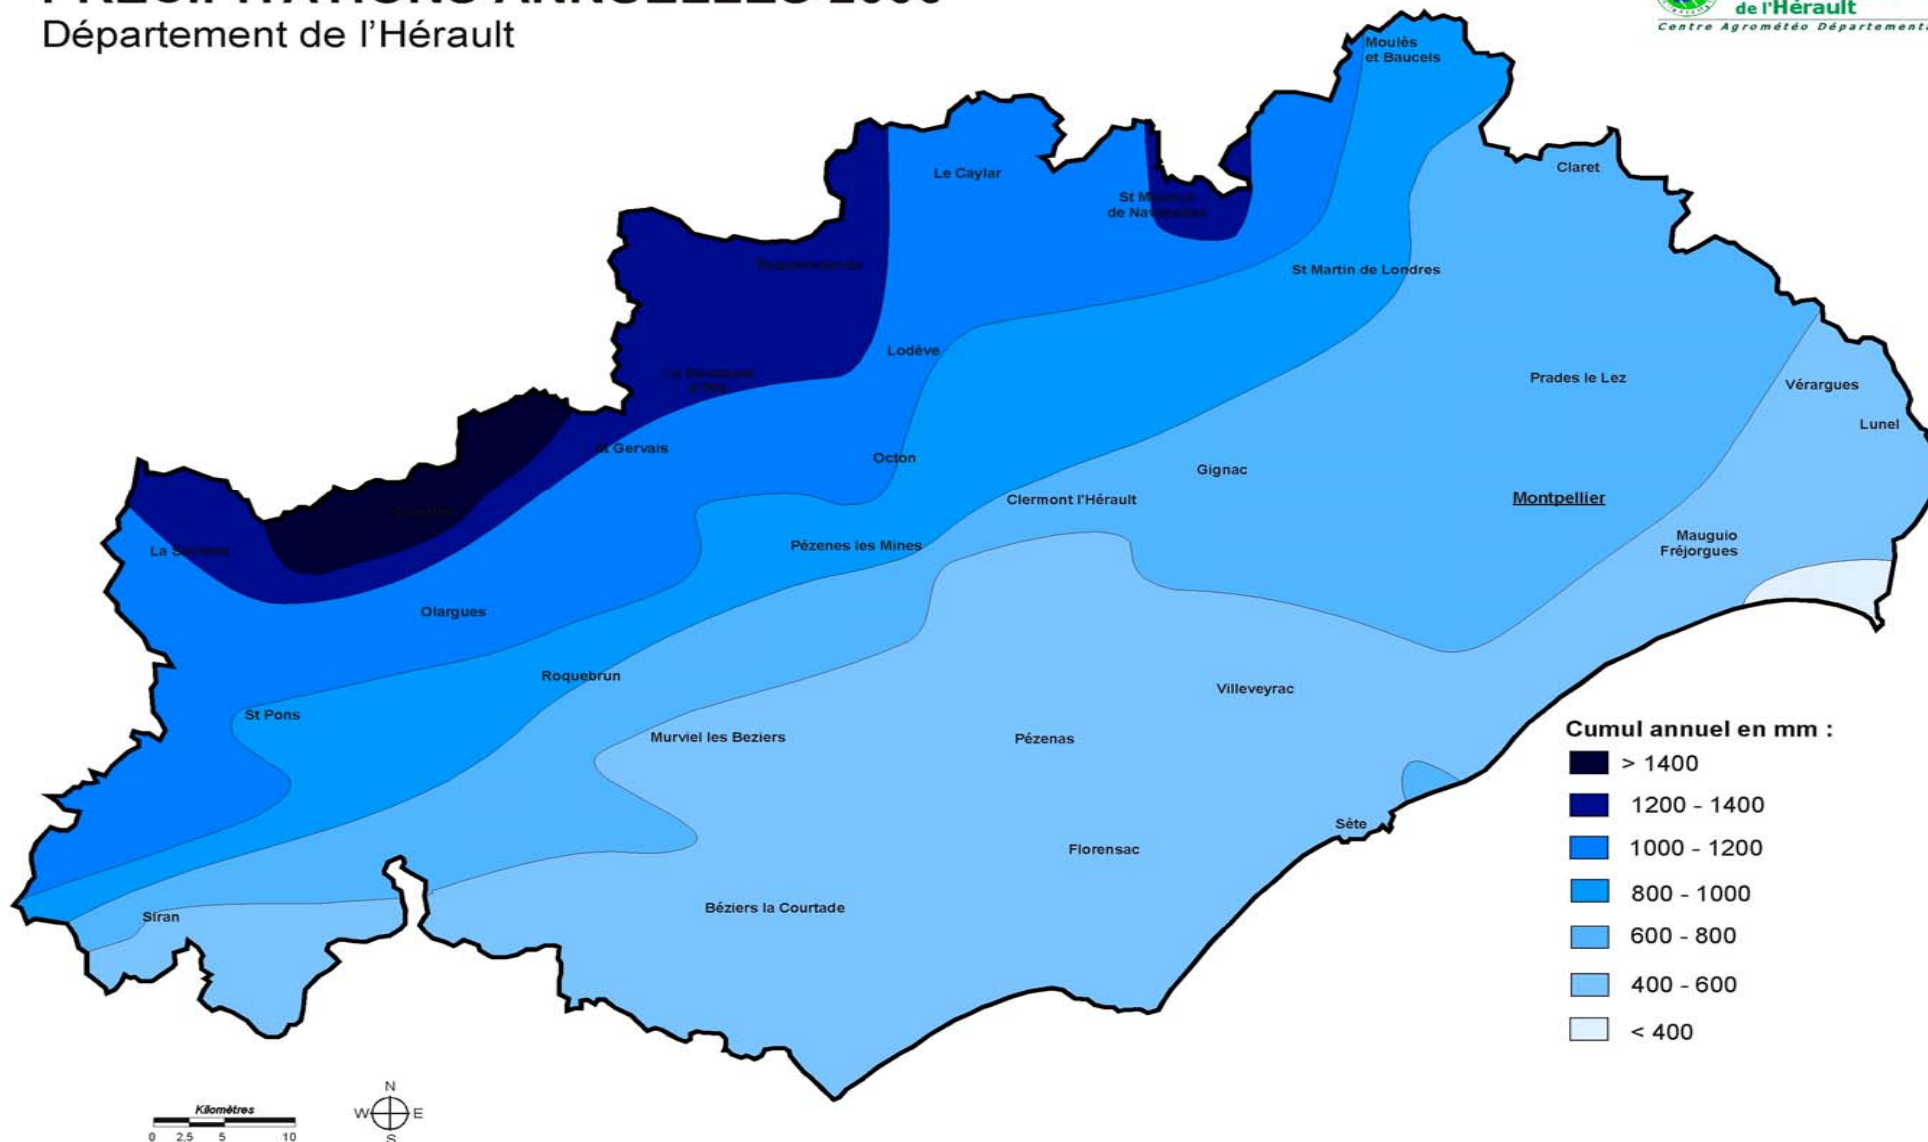 Département de l'Hérault
de l'Hérault
Centre Agrométéo Départementa
Moulès
et Baucels
Le Caylar
Claret
St Martin de Londres
Lodève
Prades le Lez
Vérargues
Lunel
St Gervais
Octon
Gignac
Clermont l'Hérault
Montpellier
Pézenes les Mines
Mauguio
Fréjorgues
Olargues
Roquebrun
St Pons
Villeveyrac
Murviel les Beziers
Pézenas
Sète
Florensac
Béziers la Courtade
Siran
Cumul annuel en mm :
> 1400
1200 - 1400
1000 - 1200
800 - 1000
600 - 800
400 - 600
< 400
Kilomètres
0 2,5 5 10
N
W E
S